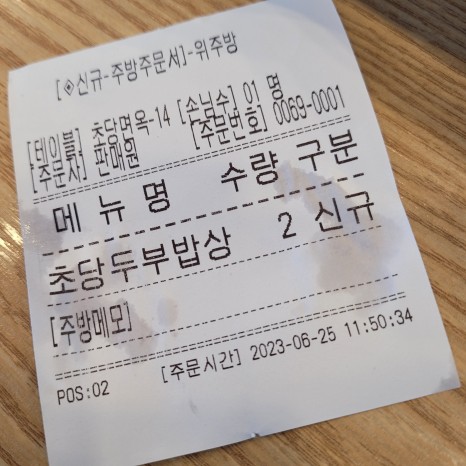 [◈신규-주방주문서]-위주방
[테이블] 초당면옥-14 [손님수] 01 명
[주문자] 판매원 [주문번호] 0069-0001
메 뉴 명 수량 구분
초당두부밥상 2 신규
[주방메모]
[주문시간] 2023-06-25 11:50:34
POS:02